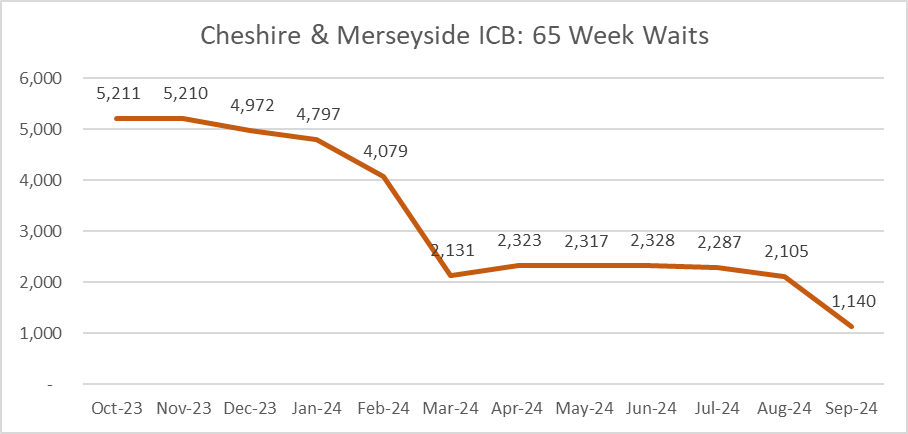 Cheshire & Merseyside ICB: 65 Week Waits
6,000
5,211 5,210 4,972 4,797
5,000
4,079
4,000
3,000
2,131 2,323 2,317 2,328 2,287 2,105
2,000
1,140
1,000
-
Oct-23 Nov-23 Dec-23 Jan-24 Feb-24 Mar-24 Apr-24 May-24 Jun-24 Jul-24 Aug-24 Sep-24